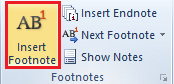 AB1
Insert
Footnote
Insert Endnote
Next Footnote
Show Notes
Footnotes